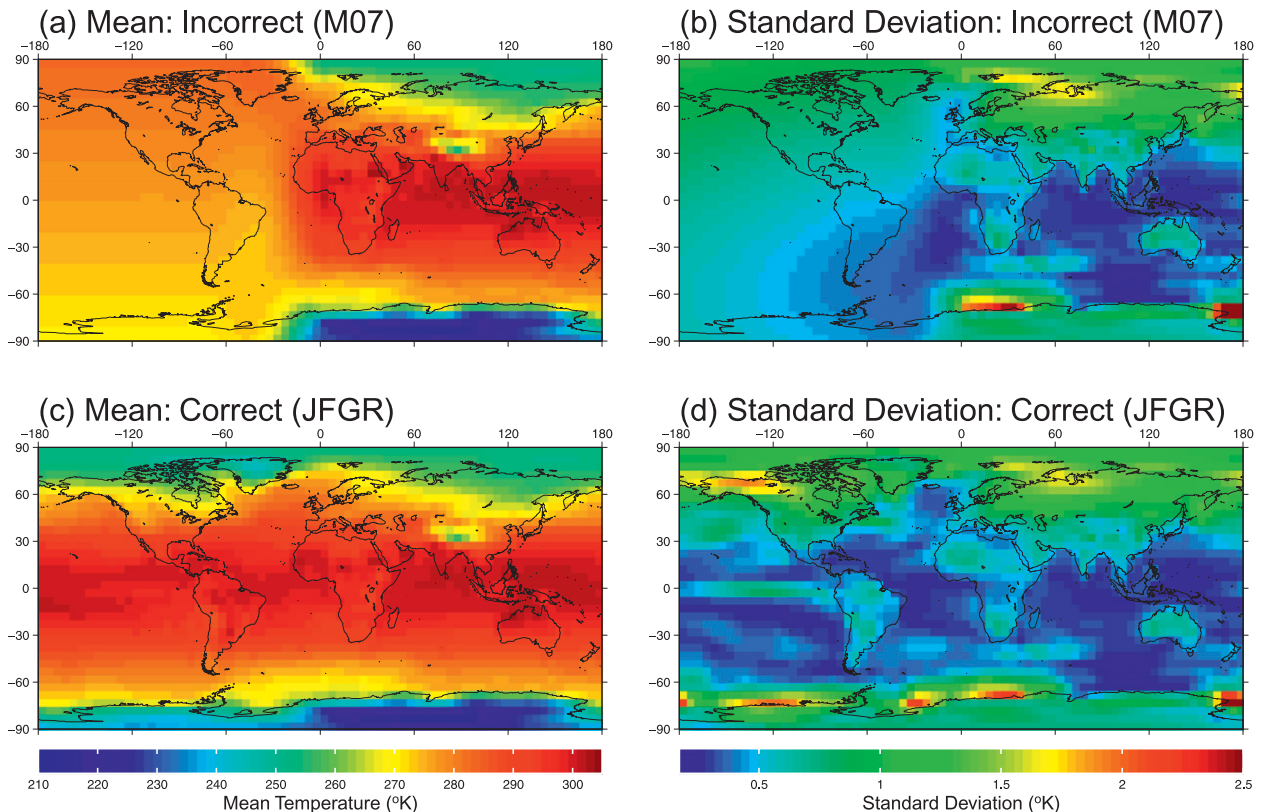 (a) Mean: Incorrect (M07)
(b) Standard Deviation: Incorrect (M07)
−180 −120 −60 0 60 120 180
−180 −120 −60 0 60 120 180
90
60
30
0
−30
−60
−90
90
60
30
0
−30
−60
−90
(c) Mean: Correct (JFGR)
(d) Standard Deviation: Correct (JFGR)
−180 −120 −60 0 60 120 180
−180 −120 −60 0 60 120 180
90
60
30
0
−30
−60
−90
90
60
30
0
−30
−60
−90
210 220 230 240 250 260 270 280 290 300
Mean Temperature (°K)
0.5 1 1.5 2 2.5
Standard Deviation (°K)